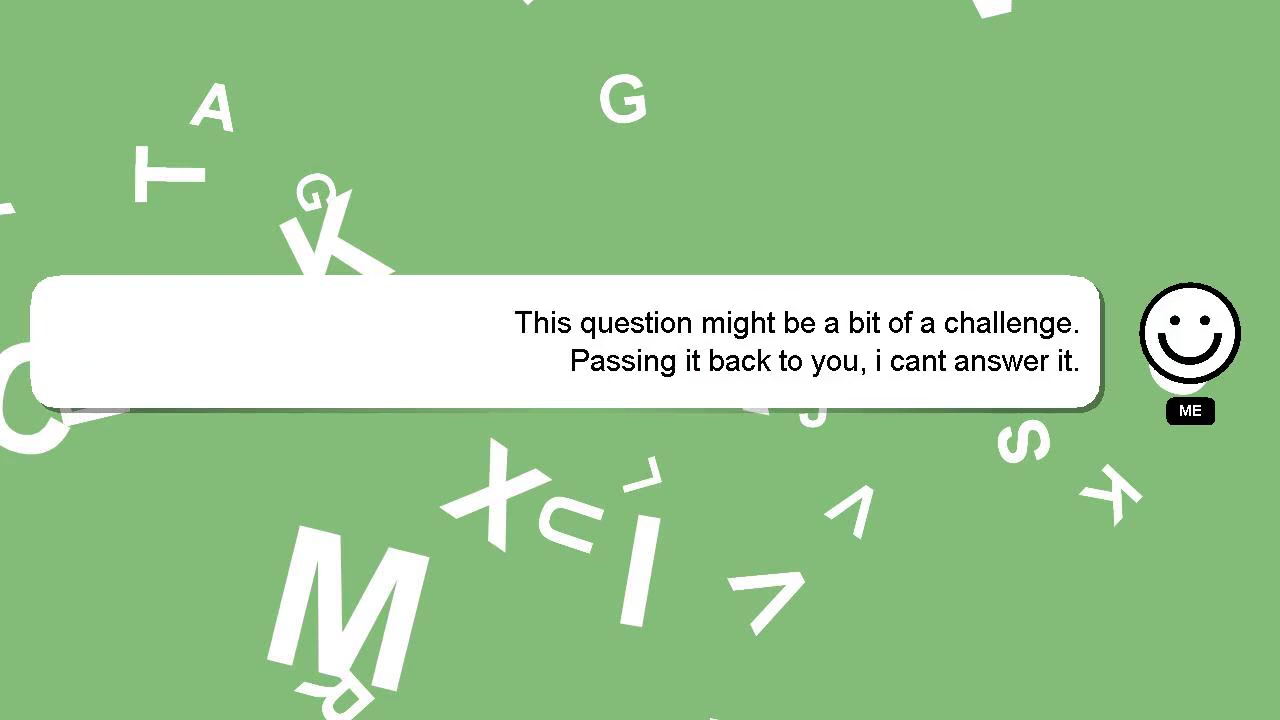 A
G
T
G
K
This question might be a bit of a challenge.
Passing it back to you, i cant answer it.
ME
C
J
S
X
L
K
U
V
I
V
M
R